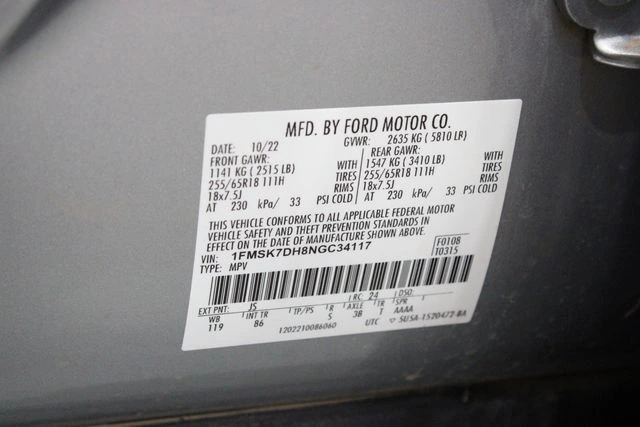 MFD. BY FORD MOTOR CO.
DATE: 10/22 GVWR: 2635 KG ( 5810 LB)
FRONT GAWR: REAR GAWR:
1141 KG ( 2515 LB) WITH 1547 KG ( 3410 LB) WITH
255/65R18 111H TIRES 255/65R18 111H TIRES
18x7.5J RIMS 18x7.5J RIMS
AT 230 kPa/ 33 PSI COLD AT 230 kPa/ 33 PSI COLD
THIS VEHICLE CONFORMS TO ALL APPLICABLE FEDERAL MOTOR
VEHICLE SAFETY AND THEFT PREVENTION STANDARDS IN
EFFECT ON THE DATE OF MANUFACTURE SHOWN ABOVE.
VIN: 1FMSK7DH8NGC34117 F0108
TYPE: MPV T0315
EXT PNT: JS RC: 24 DSO:
WB INT TR TP/PS R AXLE TR SPR
119 86 5 3B T AAAA
1202210086060 UTC 5USA-1520472-BA